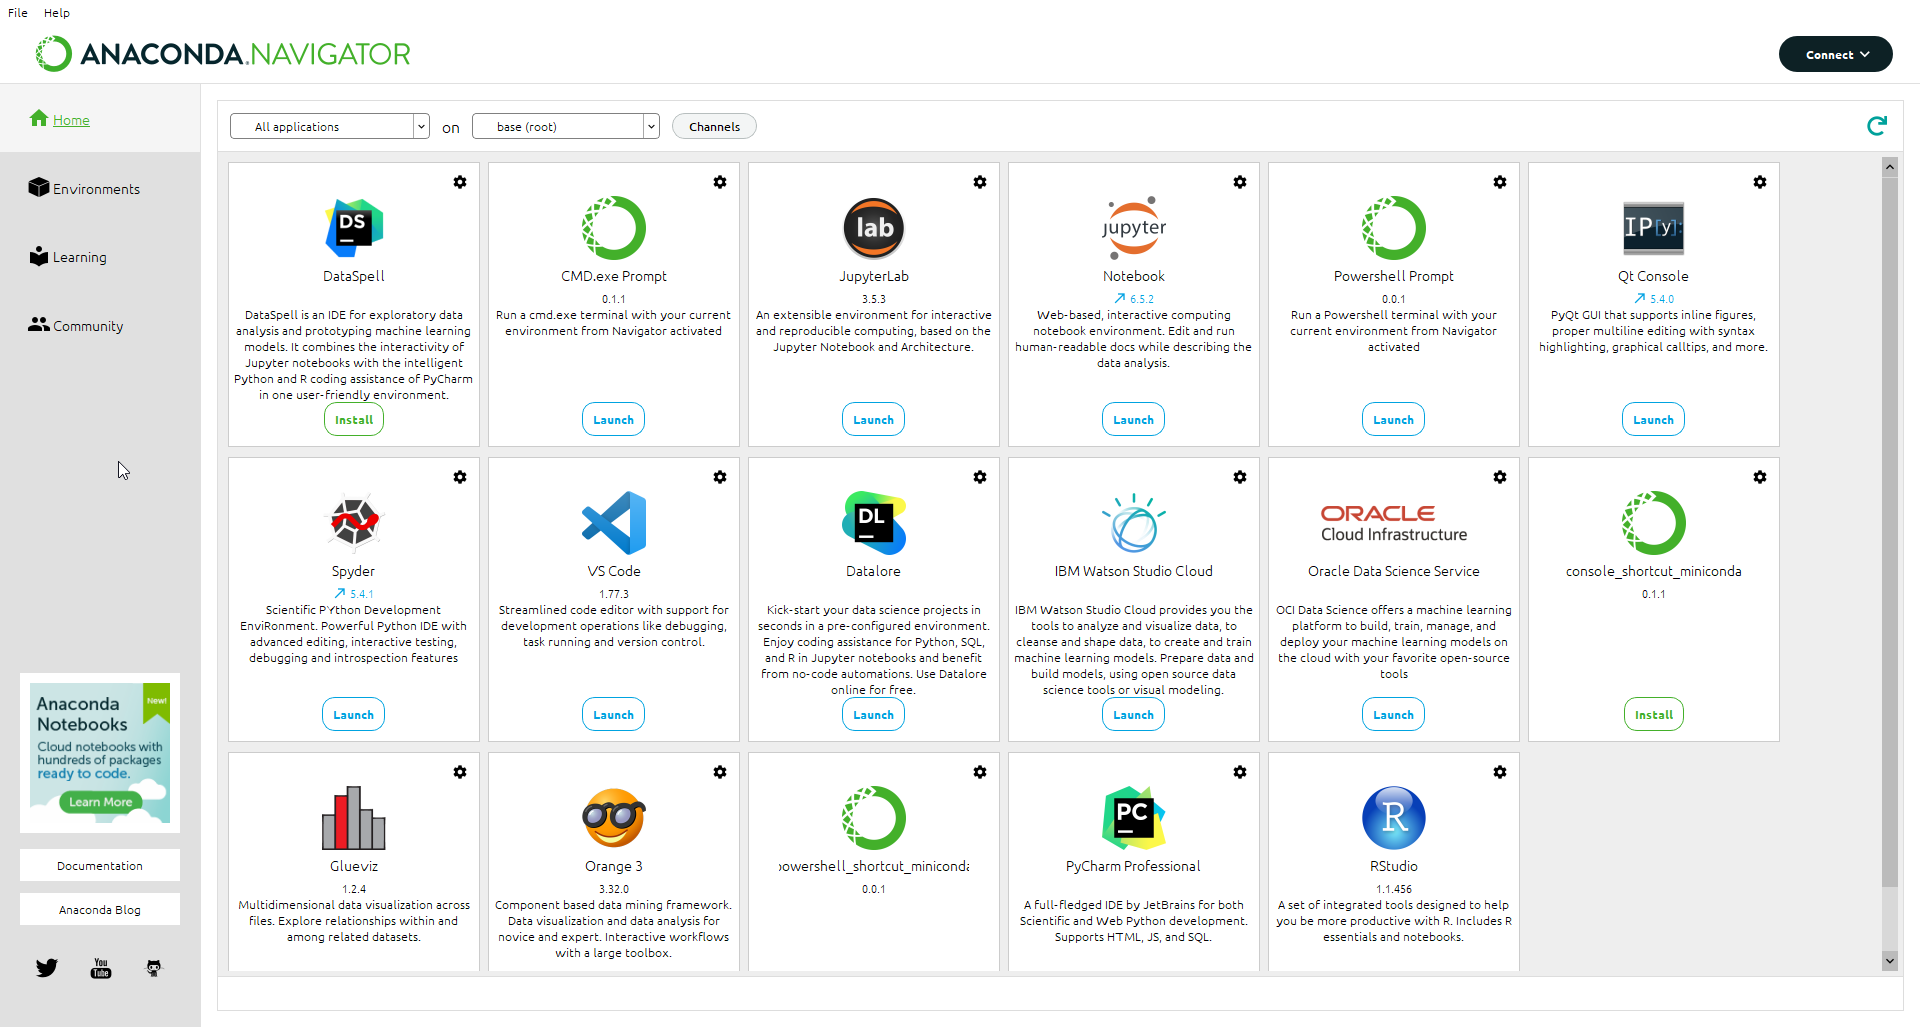 File Help
ANACONDA.NAVIGATOR
Connect
Home
Environments
Learning
Community
Anaconda
Notebooks
New!
Cloud notebooks with
hundreds of packages
ready to code.
Learn More
Documentation
Anaconda Blog
You
Tube
All applications on base (root) Channels
DS
DataSpell
DataSpell is an IDE for exploratory data
analysis and prototyping machine learning
models. It combines the interactivity of
Jupyter notebooks with the intelligent
Python and R coding assistance of PyCharm
in one user-friendly environment.
Install
CMD.exe Prompt
0.1.1
Run a cmd.exe terminal with your current
environment from Navigator activated
Launch
lab
JupyterLab
3.5.3
An extensible environment for interactive
and reproducible computing, based on the
Jupyter Notebook and Architecture.
Launch
jupyter
Notebook
6.5.2
Web-based, interactive computing
notebook environment. Edit and run
human-readable docs while describing the
data analysis.
Launch
Powershell Prompt
0.0.1
Run a Powershell terminal with your
current environment from Navigator
activated
Launch
IP[y]:
Qt Console
5.4.0
PyQt GUI that supports inline figures,
proper multiline editing with syntax
highlighting, graphical calltips, and more.
Launch
Spyder
5.4.1
Scientific PYthon Development
EnviRonment. Powerful Python IDE with
advanced editing, interactive testing,
debugging and introspection features
Launch
VS Code
1.77.3
Streamlined code editor with support for
development operations like debugging,
task running and version control.
Launch
DL
Datalore
Kick-start your data science projects in
seconds in a pre-configured environment.
Enjoy coding assistance for Python, SQL,
and R in Jupyter notebooks and benefit
from no-code automations. Use Datalore
online for free.
Launch
IBM Watson Studio Cloud
IBM Watson Studio Cloud provides you the
tools to analyze and visualize data, to
cleanse and shape data, to create and train
machine learning models. Prepare data and
build models, using open source data
science tools or visual modeling.
Launch
ORACLE
Cloud Infrastructure
Oracle Data Science Service
OCI Data Science offers a machine learning
platform to build, train, manage, and
deploy your machine learning models on
the cloud with your favorite open-source
tools
Launch
console_shortcut_miniconda
0.1.1
Install
Glueviz
1.2.4
Multidimensional data visualization across
files. Explore relationships within and
among related datasets.
Orange 3
3.32.0
Component based data mining framework.
Data visualization and data analysis for
novice and expert. Interactive workflows
with a large toolbox.
powershell_shortcut_miniconda
0.0.1
PC
PyCharm Professional
A full-fledged IDE by JetBrains for both
Scientific and Web Python development.
Supports HTML, JS, and SQL.
R
RStudio
1.1.456
A set of integrated tools designed to help
you be more productive with R. Includes R
essentials and notebooks.